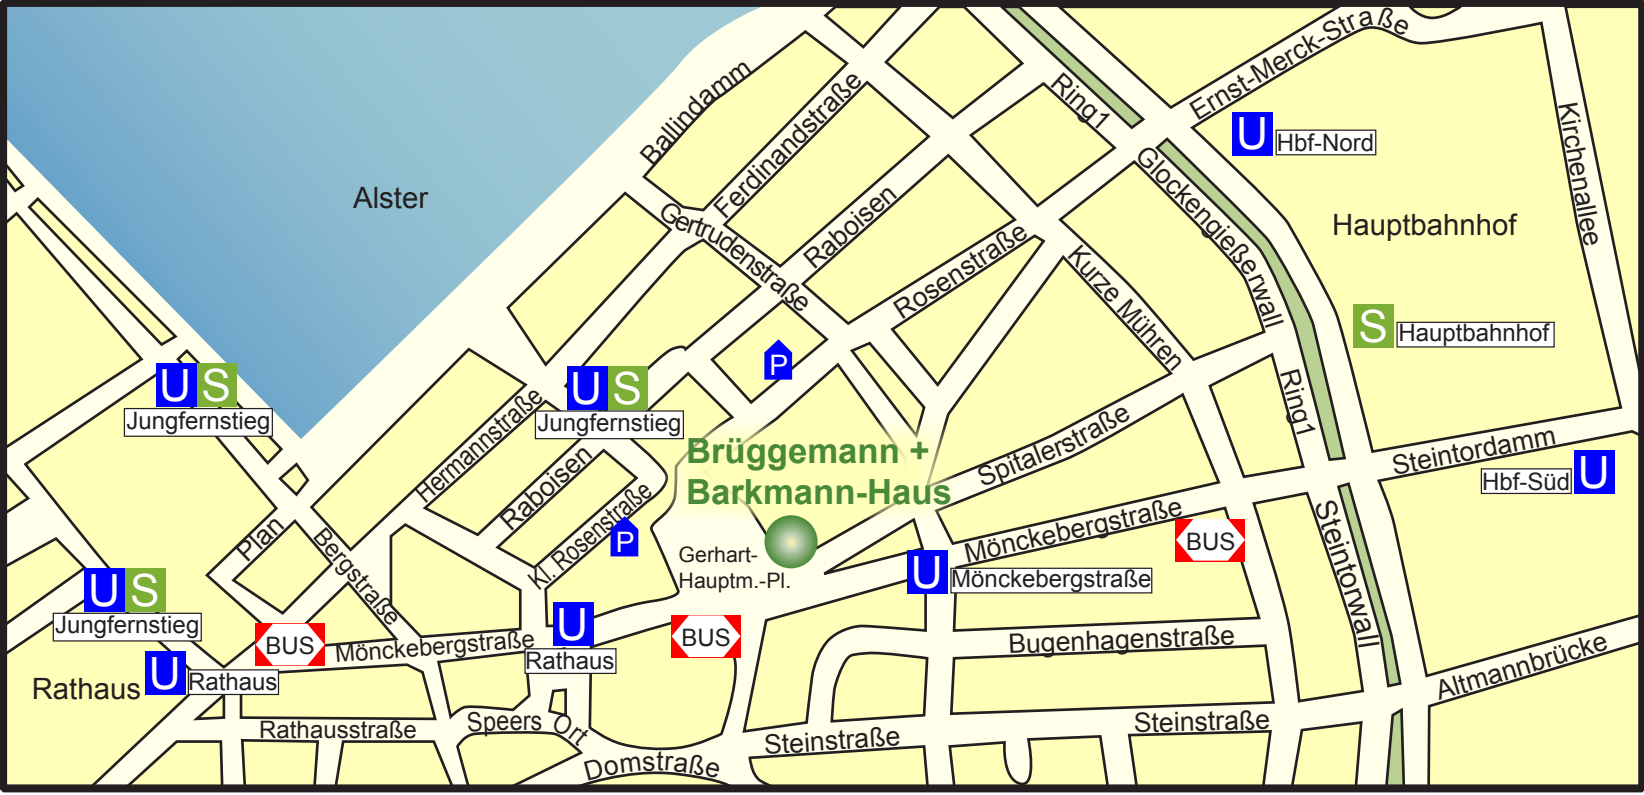 Ernst-Merck-Straße
Ballindamm
Ferdinandstraße
Ring1
U Hbf-Nord
Kirchenallee
Alster
Gertrudenstraße
Raboisen
Rosenstraße
Glockengießerwall
Hauptbahnhof
Kurze Mühren
S Hauptbahnhof
P
U S
Jungfernstieg
U S
Jungfernstieg
Hermannstraße
Ring1
Spitalerstraße
Steintordamm
Hbf-Süd U
Brüggemann +
Barkmann-Haus
Raboisen
Kl. Rosenstraße
P
Plan
Bergstraße
Gerhart-
Hauptm.-Pl.
Mönckebergstraße
BUS
Steintorwall
U Mönckebergstraße
U S
Jungfernstieg
BUS
Mönckebergstraße
U
Rathaus
BUS
Bugenhagenstraße
Altmannbrücke
Rathaus U Rathaus
Rathausstraße
Speers Ort
Domstraße
Steinstraße
Steinstraße